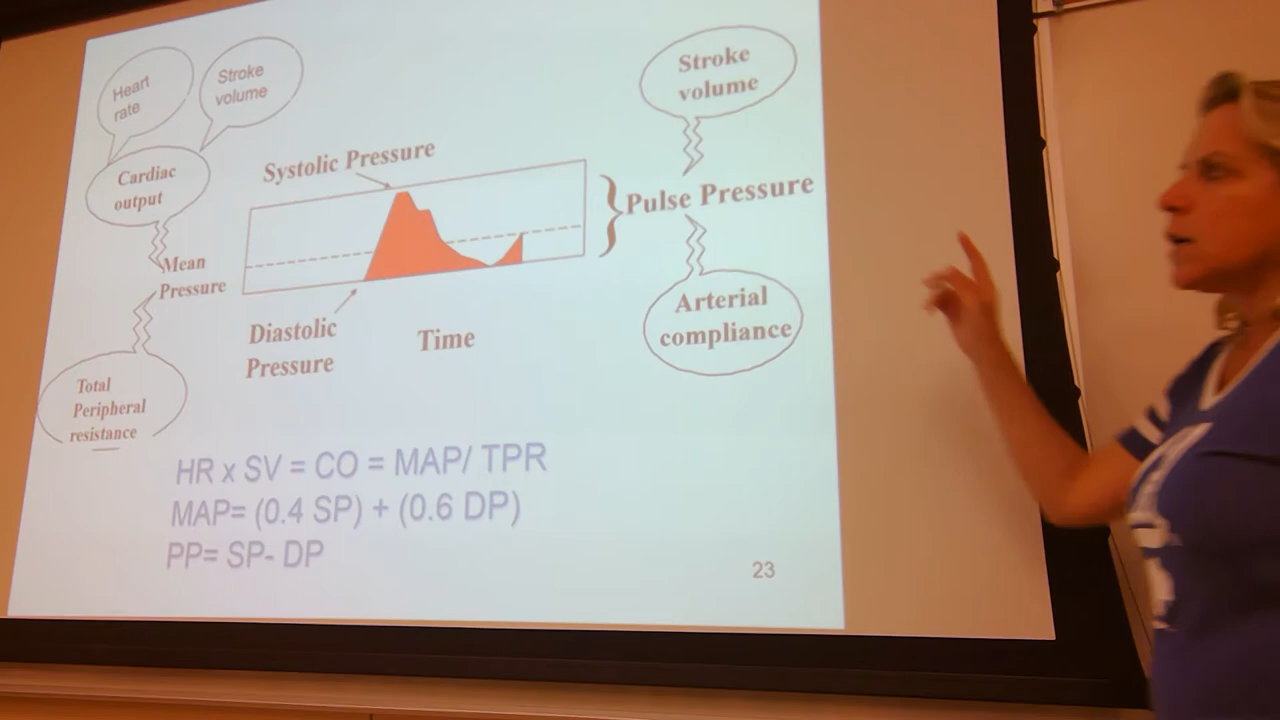 Heart
rate
Stroke
volume
Cardiac
output
Mean
Pressure
Total
Peripheral
resistance
Systolic Pressure
Diastolic
Pressure
Time
Stroke
volume
Pulse Pressure
Arterial
compliance
HR x SV = CO = MAP/ TPR
MAP= (0.4 SP) + (0.6 DP)
PP= SP- DP
23